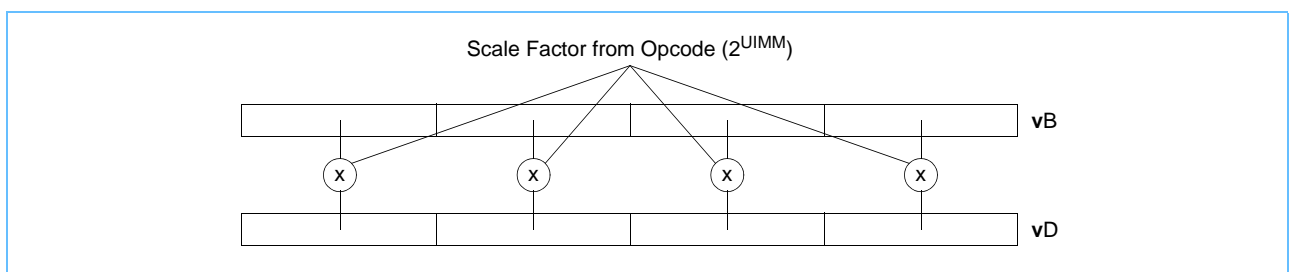 Scale Factor from Opcode (2^UIMM)
vB
x x x x
vD